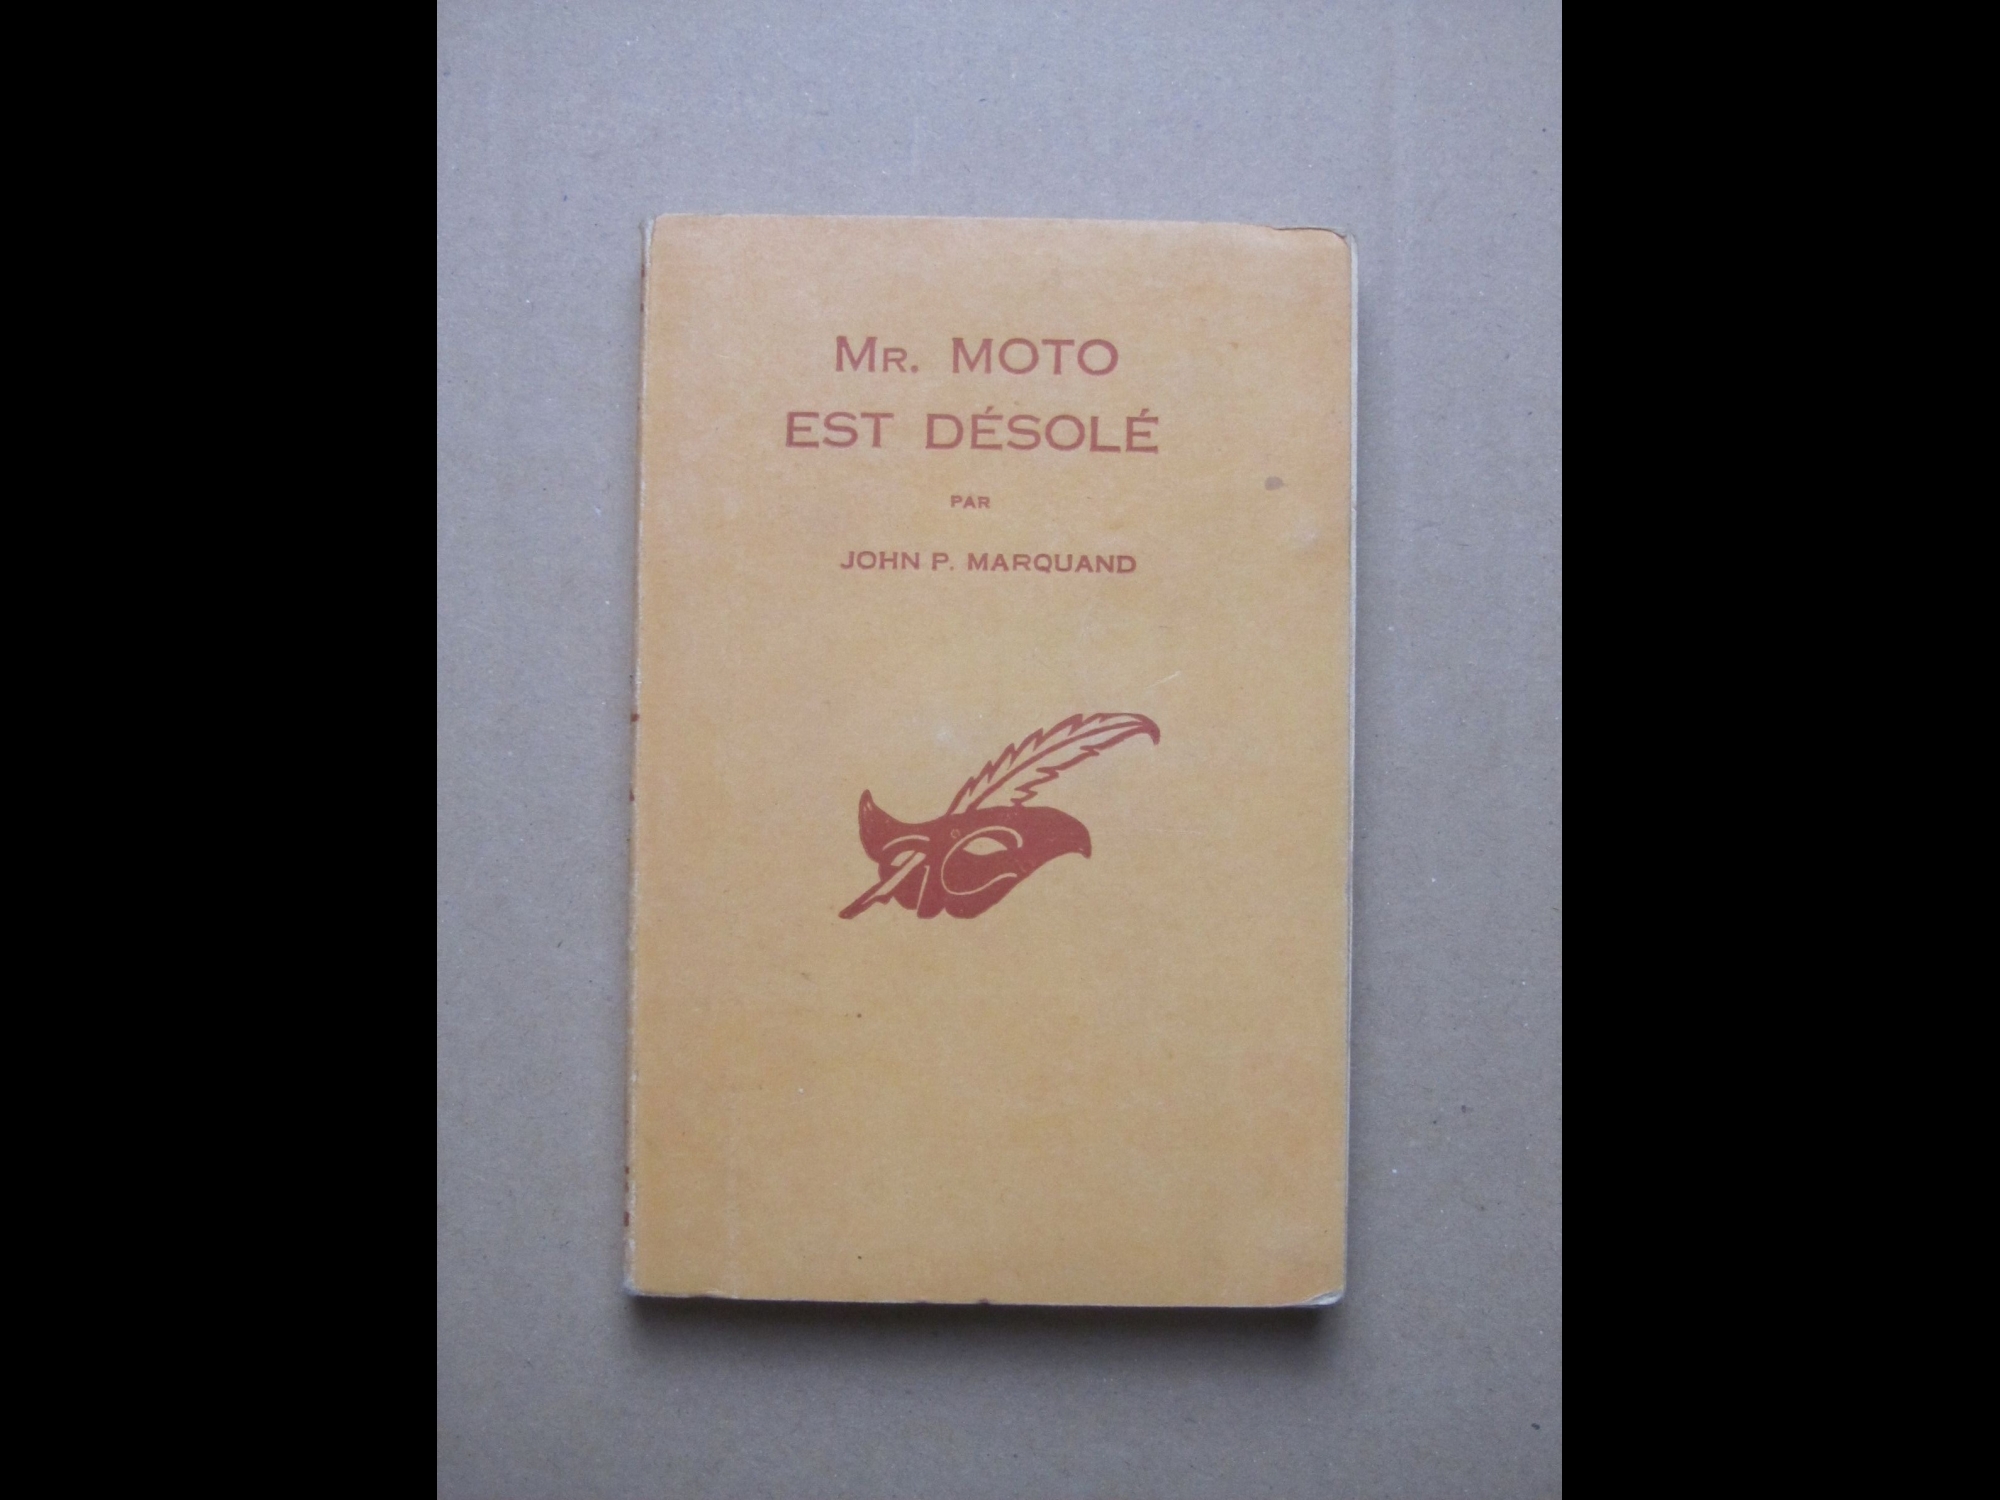 Mr. MOTO
EST DÉSOLÉ
PAR
JOHN P. MARQUAND